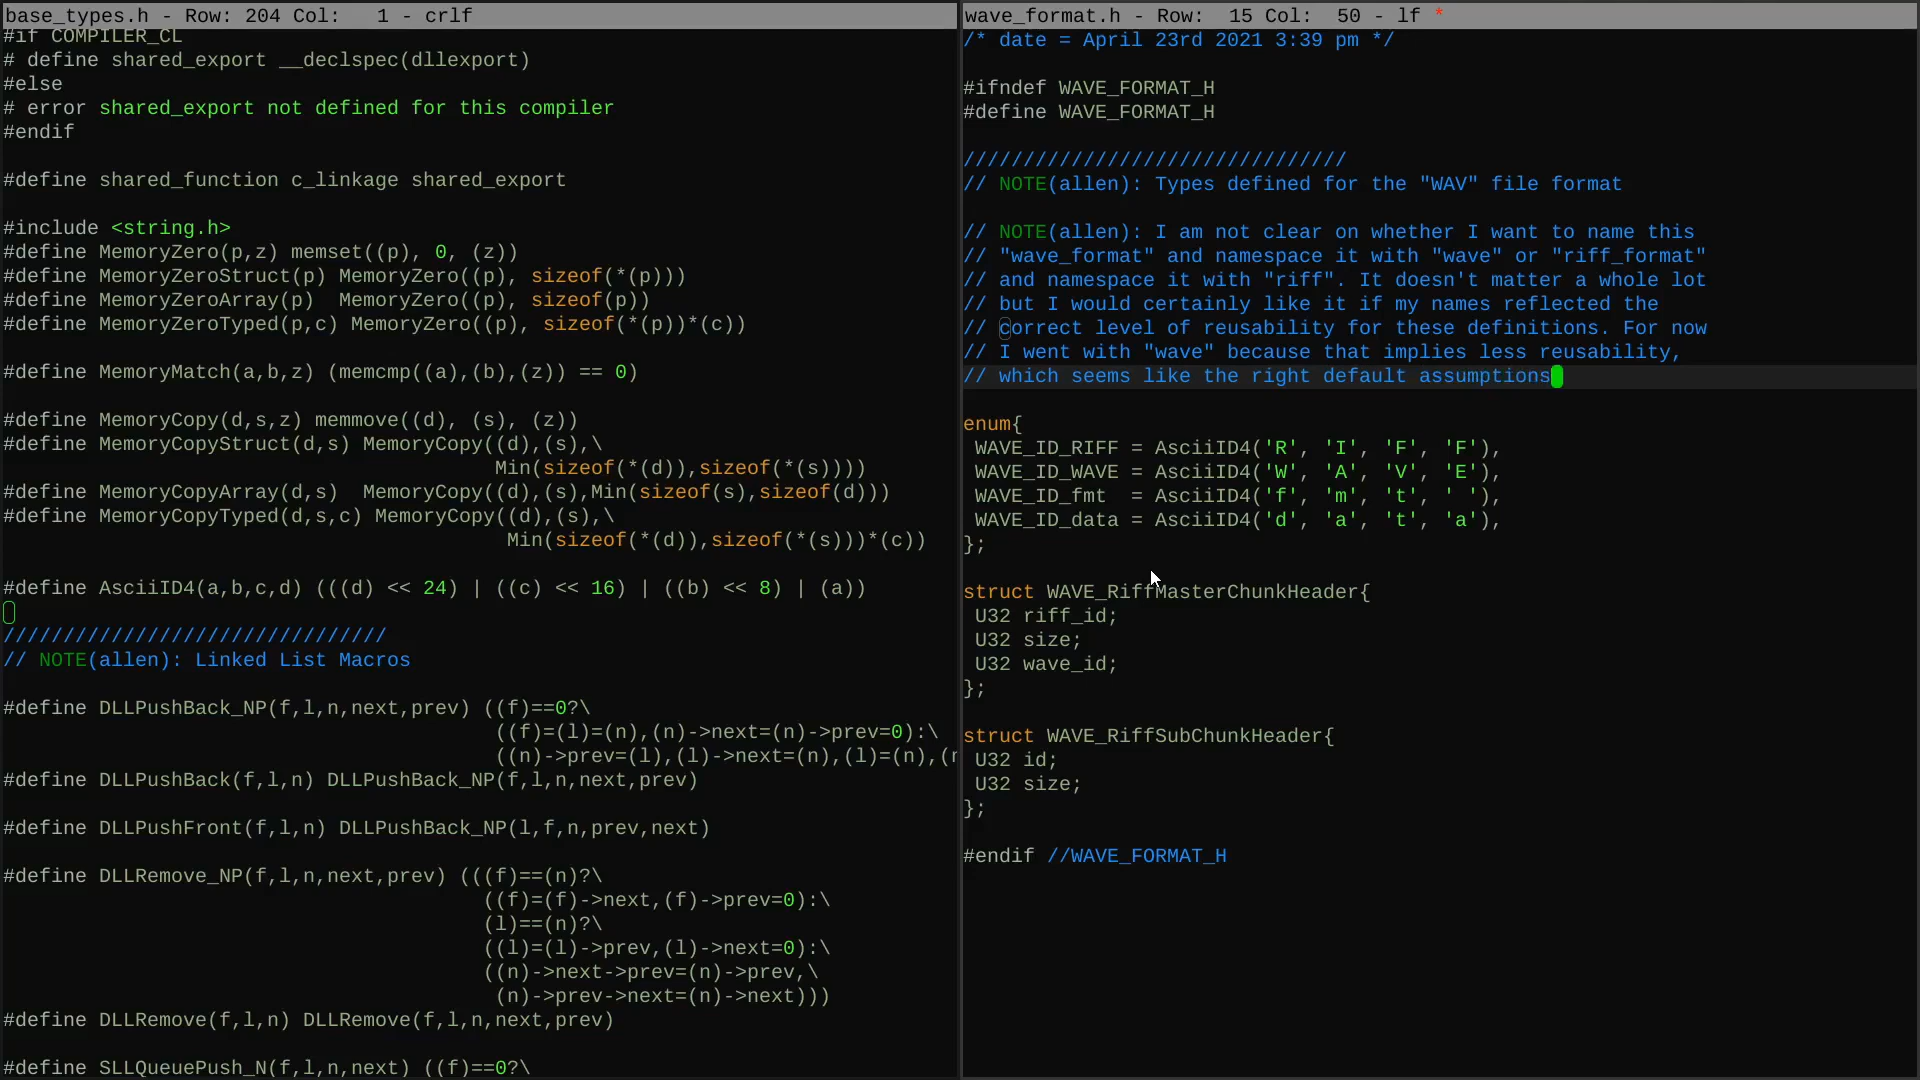 base_types.h - Row: 204 Col:   1 - crlf
#if COMPILER_CL
# define shared_export __declspec(dllexport)
#else
# error shared_export not defined for this compiler
#endif
#define shared_function c_linkage shared_export
#include <string.h>
#define MemoryZero(p,z) memset((p), 0, (z))
#define MemoryZeroStruct(p) MemoryZero((p), sizeof(*(p)))
#define MemoryZeroArray(p)  MemoryZero((p), sizeof(p))
#define MemoryZeroTyped(p,c) MemoryZero((p), sizeof(*(p))*(c))
#define MemoryMatch(a,b,z) (memcmp((a),(b),(z)) == 0)
#define MemoryCopy(d,s,z) memmove((d), (s), (z))
#define MemoryCopyStruct(d,s) MemoryCopy((d),(s),\
Min(sizeof(*(d)),sizeof(*(s))))
#define MemoryCopyArray(d,s)  MemoryCopy((d),(s),Min(sizeof(s),sizeof(d)))
#define MemoryCopyTyped(d,s,c) MemoryCopy((d),(s),\
Min(sizeof(*(d)),sizeof(*(s)))*(c))
#define AsciiID4(a,b,c,d) (((d) << 24) | ((c) << 16) | ((b) << 8) | (a))
////////////////////////////////
// NOTE(allen): Linked List Macros
#define DLLPushBack_NP(f,l,n,next,prev) ((f)==0?\
((f)=(l)=(n),(n)->next=(n)->prev=0):\
((n)->prev=(l),(l)->next=(n),(l)=(n),(n
#define DLLPushBack(f,l,n) DLLPushBack_NP(f,l,n,next,prev)
#define DLLPushFront(f,l,n) DLLPushBack_NP(l,f,n,prev,next)
#define DLLRemove_NP(f,l,n,next,prev) (((f)==(n)?\
((f)=(f)->next,(f)->prev=0):\
(l)==(n)?\
((l)=(l)->prev,(l)->next=0):\
((n)->next->prev=(n)->prev,\
(n)->prev->next=(n)->next)))
#define DLLRemove(f,l,n) DLLRemove(f,l,n,next,prev)
#define SLLQueuePush_N(f,l,n,next) ((f)==0?\
wave_format.h - Row:  15 Col:  50 - lf *
/* date = April 23rd 2021 3:39 pm */
#ifndef WAVE_FORMAT_H
#define WAVE_FORMAT_H
////////////////////////////////
// NOTE(allen): Types defined for the "WAV" file format
// NOTE(allen): I am not clear on whether I want to name this
// "wave_format" and namespace it with "wave" or "riff_format"
// and namespace it with "riff". It doesn't matter a whole lot
// but I would certainly like it if my names reflected the
// correct level of reusability for these definitions. For now
// I went with "wave" because that implies less reusability,
// which seems like the right default assumptions
enum{
WAVE_ID_RIFF = AsciiID4('R', 'I', 'F', 'F'),
WAVE_ID_WAVE = AsciiID4('W', 'A', 'V', 'E'),
WAVE_ID_fmt  = AsciiID4('f', 'm', 't', ' '),
WAVE_ID_data = AsciiID4('d', 'a', 't', 'a'),
};
struct WAVE_RiffMasterChunkHeader{
U32 riff_id;
U32 size;
U32 wave_id;
};
struct WAVE_RiffSubChunkHeader{
U32 id;
U32 size;
};
#endif //WAVE_FORMAT_H